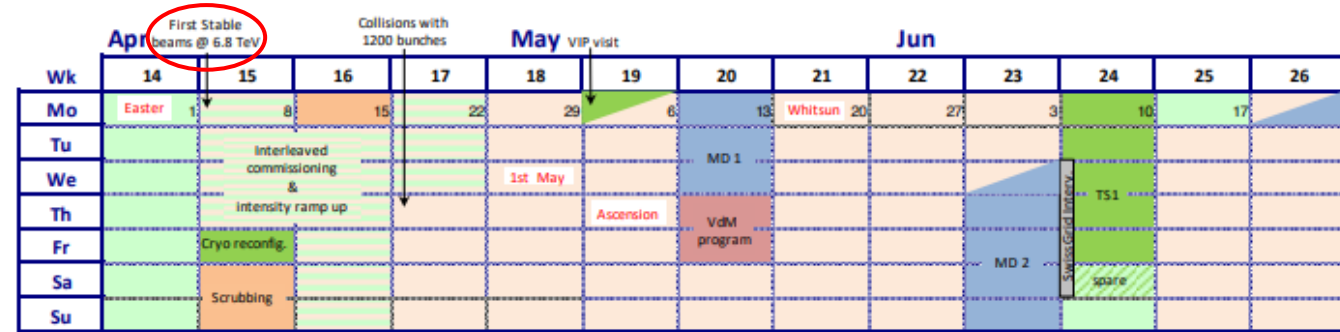 First Stable
beams @ 6.8 TeV
Collisions with
1200 bunches
Apr
May
VIP visit
Jun
Wk 14 15 16 17 18 19 20 21 22 23 24 25 26
Mo Easter 1 8 15 22 29 6 13 Whitsun 20 27 3 10 17
Tu
Interleaved
commissioning
&
intensity ramp up
MD 1
We 1st May
TS1
Th Ascension
VdM
program
Swiss Grid Interv.
Fr Cryo reconfig.
MD 2
Sa
Scrubbing
spare
Su